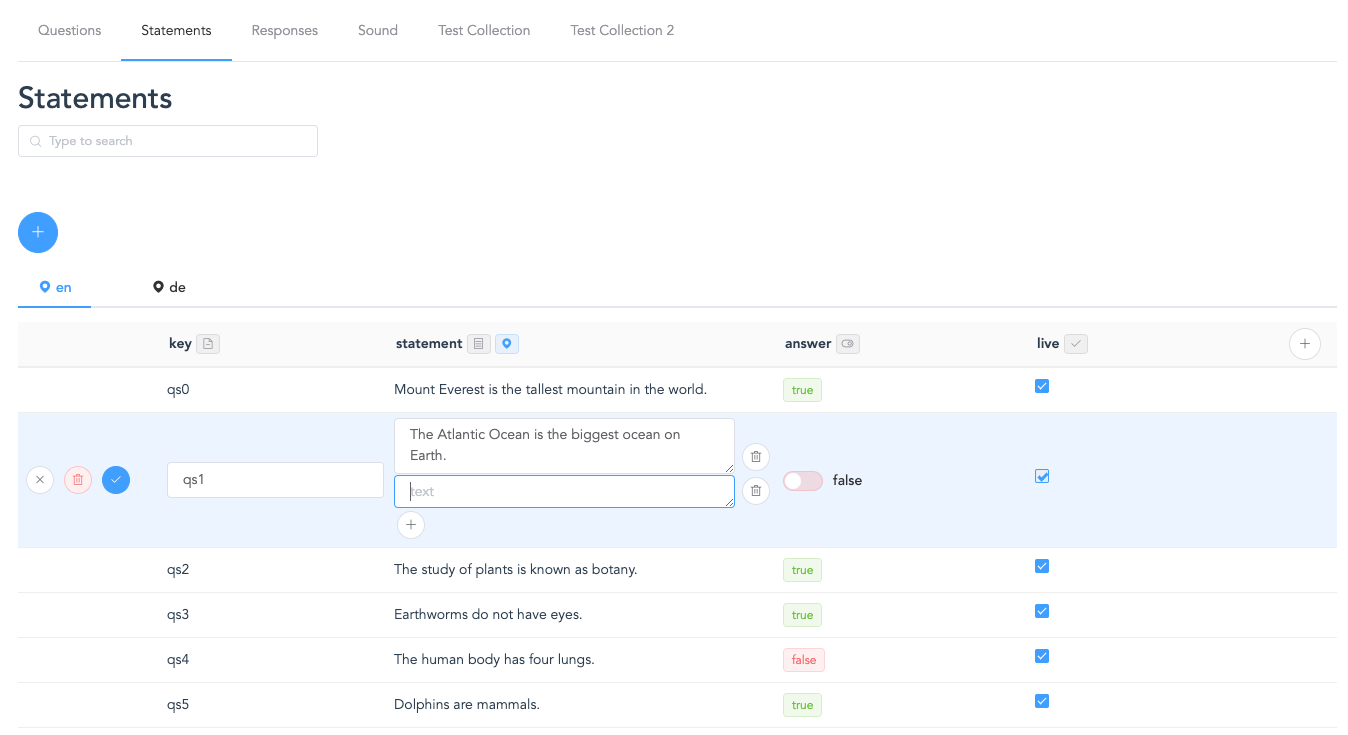 Questions Statements Responses Sound Test Collection Test Collection 2
Statements
Type to search
en de
key statement answer live
qs0 Mount Everest is the tallest mountain in the world. true
qs1 The Atlantic Ocean is the biggest ocean on
Earth.
false
text
qs2 The study of plants is known as botany. true
qs3 Earthworms do not have eyes. true
qs4 The human body has four lungs. false
qs5 Dolphins are mammals. true